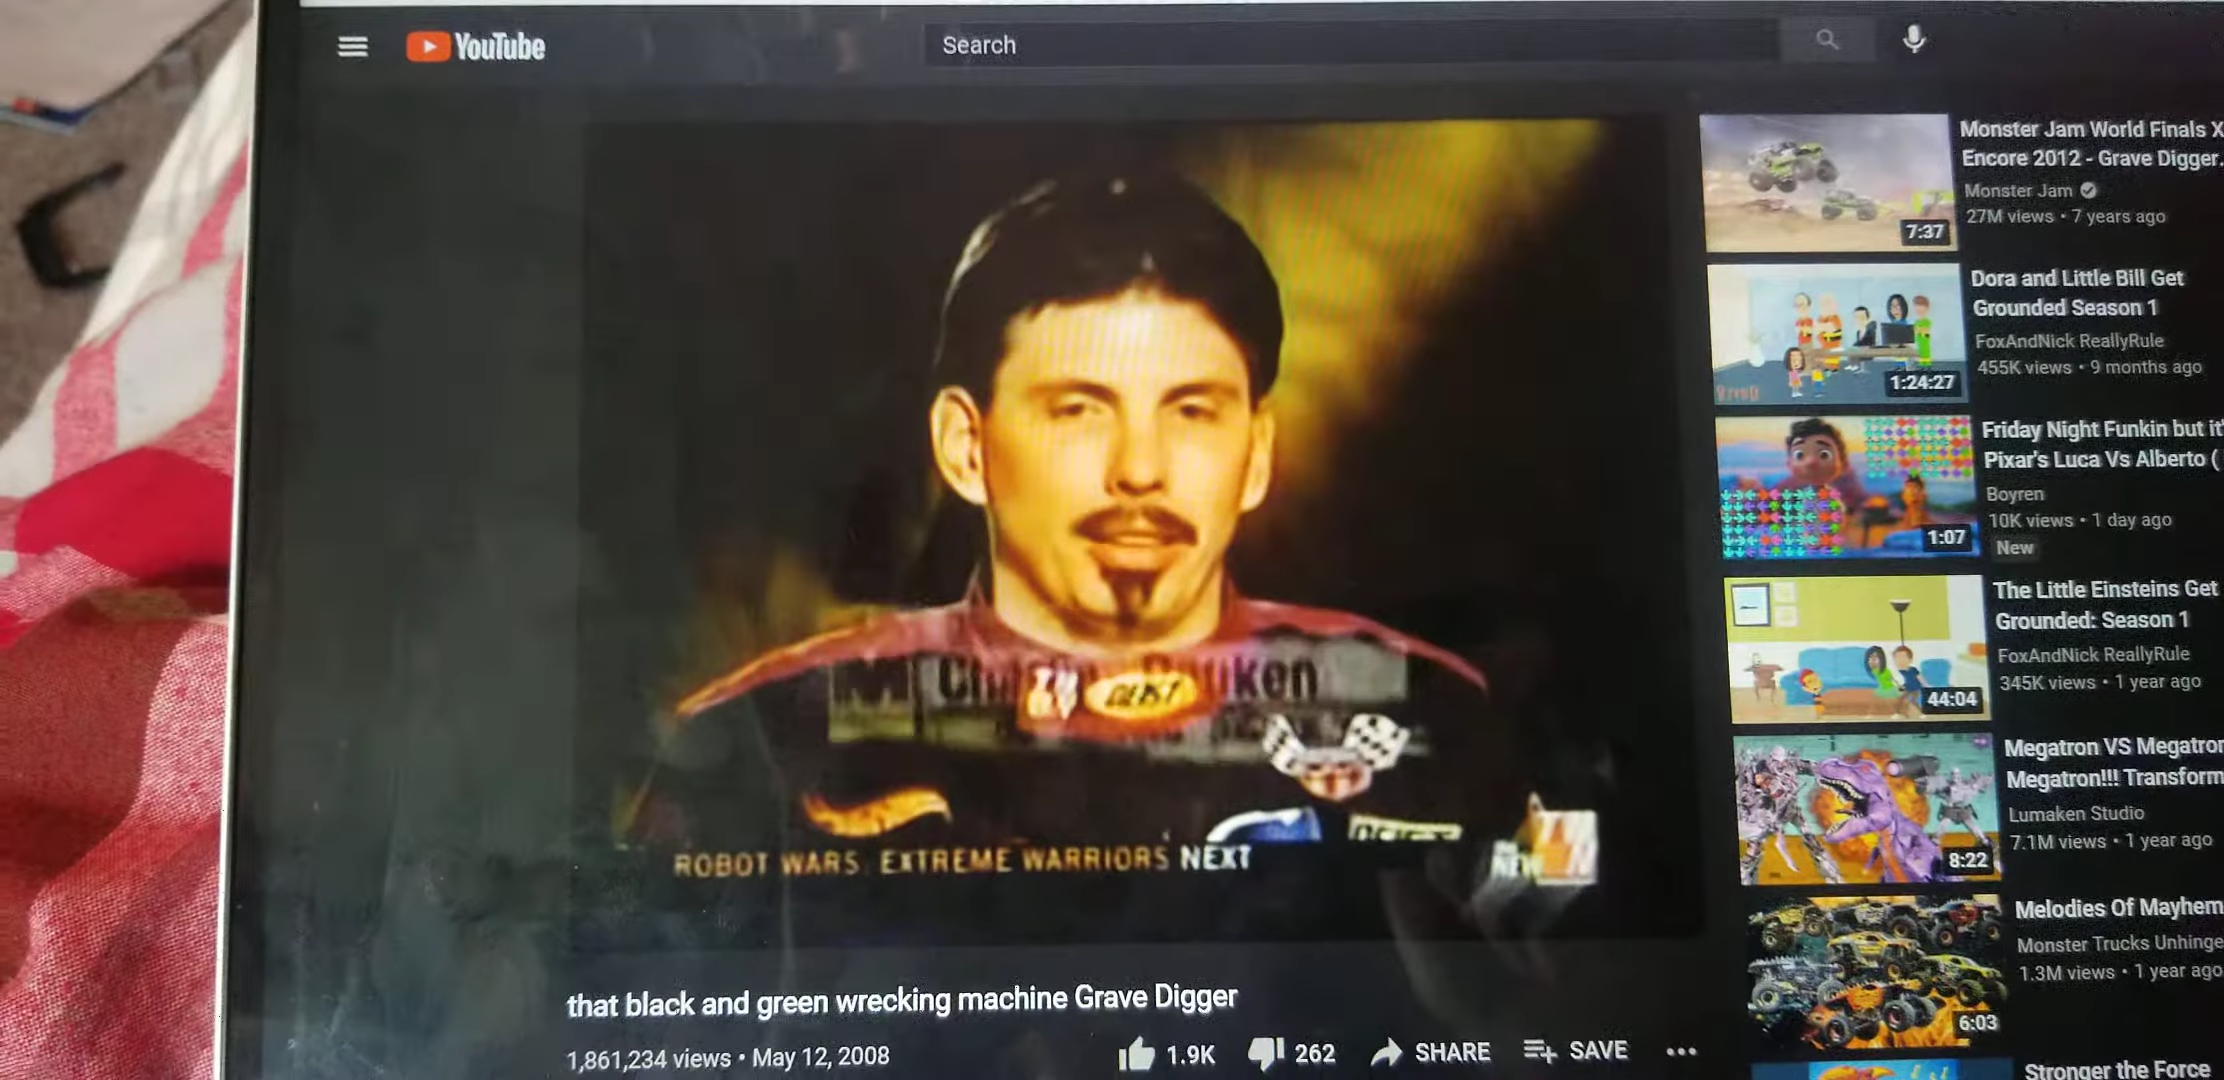 YouTube
Search
ROBOT WARS EXTREME WARRIORS NEXT
that black and green wrecking machine Grave Digger
1,861,234 views • May 12, 2008
1.9K
262
SHARE
SAVE
7:37
Monster Jam World Finals X
Encore 2012 - Grave Digger.
Monster Jam
27M views • 7 years ago
1:24:27
Dora and Little Bill Get
Grounded Season 1
FoxAndNick ReallyRule
455K views • 9 months ago
1:07
Friday Night Funkin but it'
Pixar's Luca Vs Alberto (
Boyren
10K views • 1 day ago
New
44:04
The Little Einsteins Get
Grounded: Season 1
FoxAndNick ReallyRule
345K views • 1 year ago
8:22
Megatron VS Megatron
Megatron!!! Transform
Lumaken Studio
7.1M views • 1 year ago
6:03
Melodies Of Mayhem
Monster Trucks Unhinge
1.3M views • 1 year ago
Stronger the Force